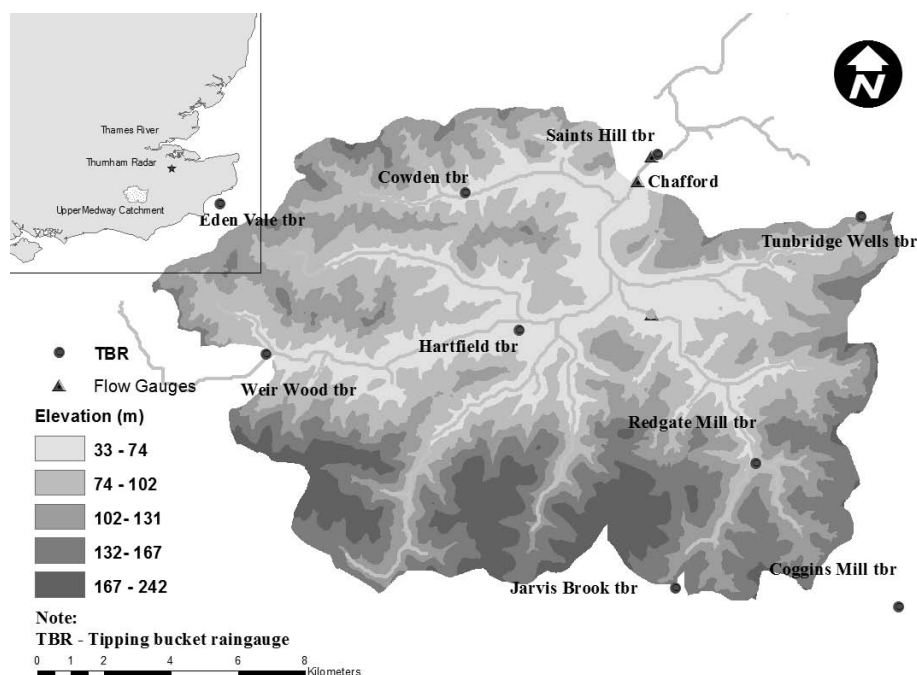 Thames River
Thurnham Radar
Upper Medway Catchment
N
Saints Hill tbr
Chafford
Cowden tbr
Eden Vale tbr
Tunbridge Wells tbr
Hartfield tbr
Weir Wood tbr
Redgate Mill tbr
Jarvis Brook tbr
Coggins Mill tbr
TBR
Flow Gauges
Elevation (m)
33 - 74
74 - 102
102- 131
132- 167
167 - 242
Note:
TBR - Tipping bucket raingauge
0 1 2 4 6 8
Kilometers